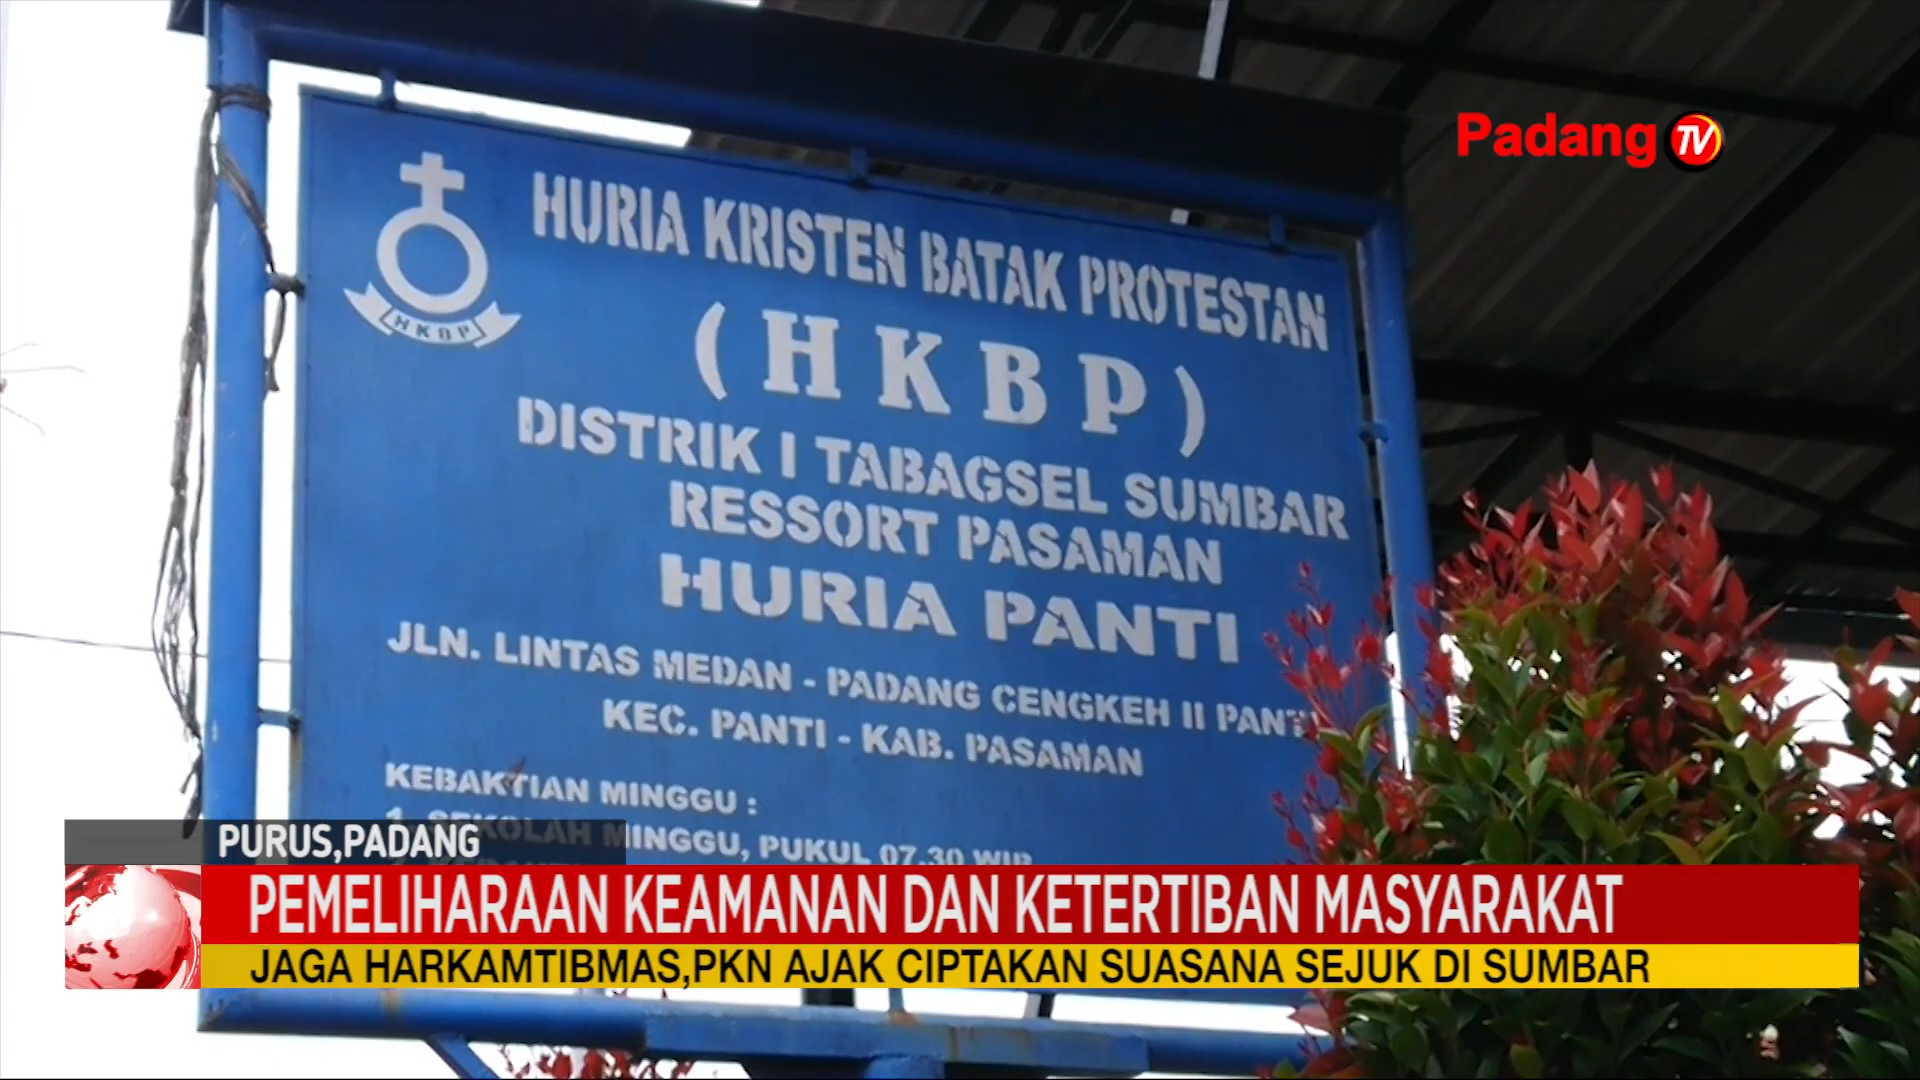 Padang TV
HURIA KRISTEN BATAK PROTESTAN
(HKBP)
HKBP
DISTRIK I TABAGSEL SUMBAR
RESSORT PASAMAN
HURIA PANTI
JLN. LINTAS MEDAN - PADANG CENGKEH II PANTI
KEC. PANTI - KAB. PASAMAN
KEBAKTIAN MINGGU :
1. SEKOLAH MINGGU, PUKUL 07.30 WIB
PURUS,PADANG
PEMELIHARAAN KEAMANAN DAN KETERTIBAN MASYARAKAT
JAGA HARKAMTIBMAS,PKN AJAK CIPTAKAN SUASANA SEJUK DI SUMBAR